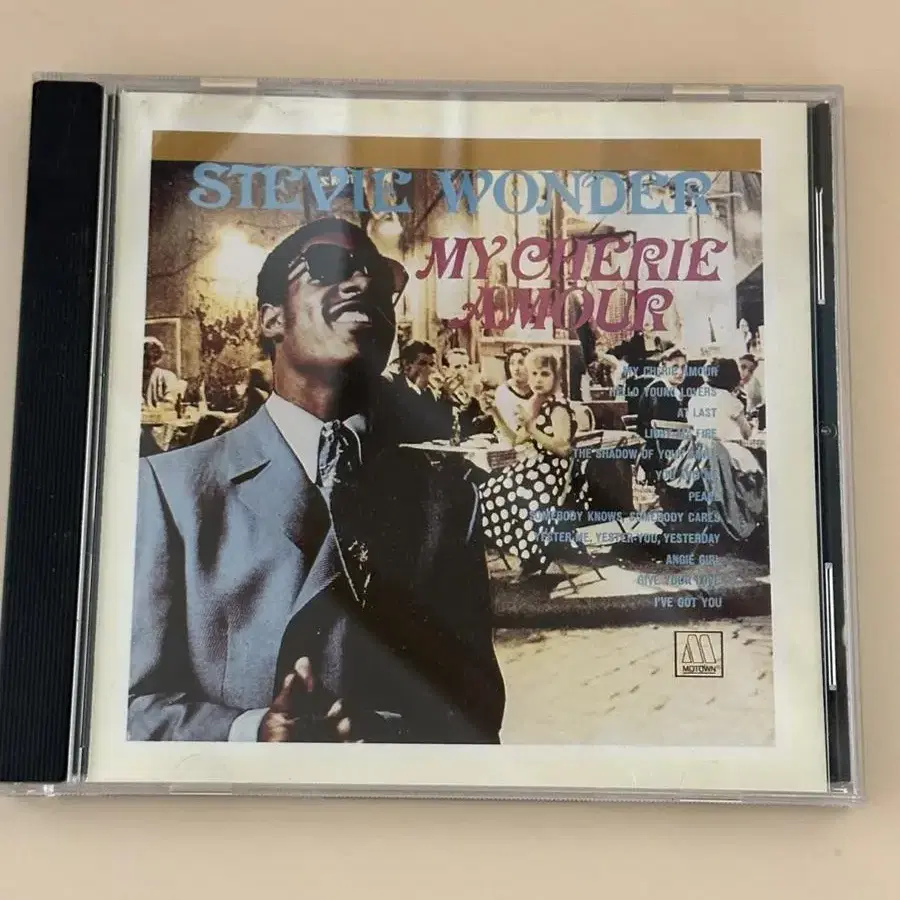 STEVIE WONDER
MY CHERIE
AMOUR
MY CHERIE AMOUR
HELLO YOUNG LOVERS
AT LAST
LIGHT MY FIRE
THE SHADOW OF YOUR SMILE
PEARL
SOMEBODY KNOWS, SOMEBODY CARES
YESTER-ME, YESTER-YOU, YESTERDAY
ANGIE GIRL
GIVE YOUR LOVE
I'VE GOT YOU
M
MOTOWN